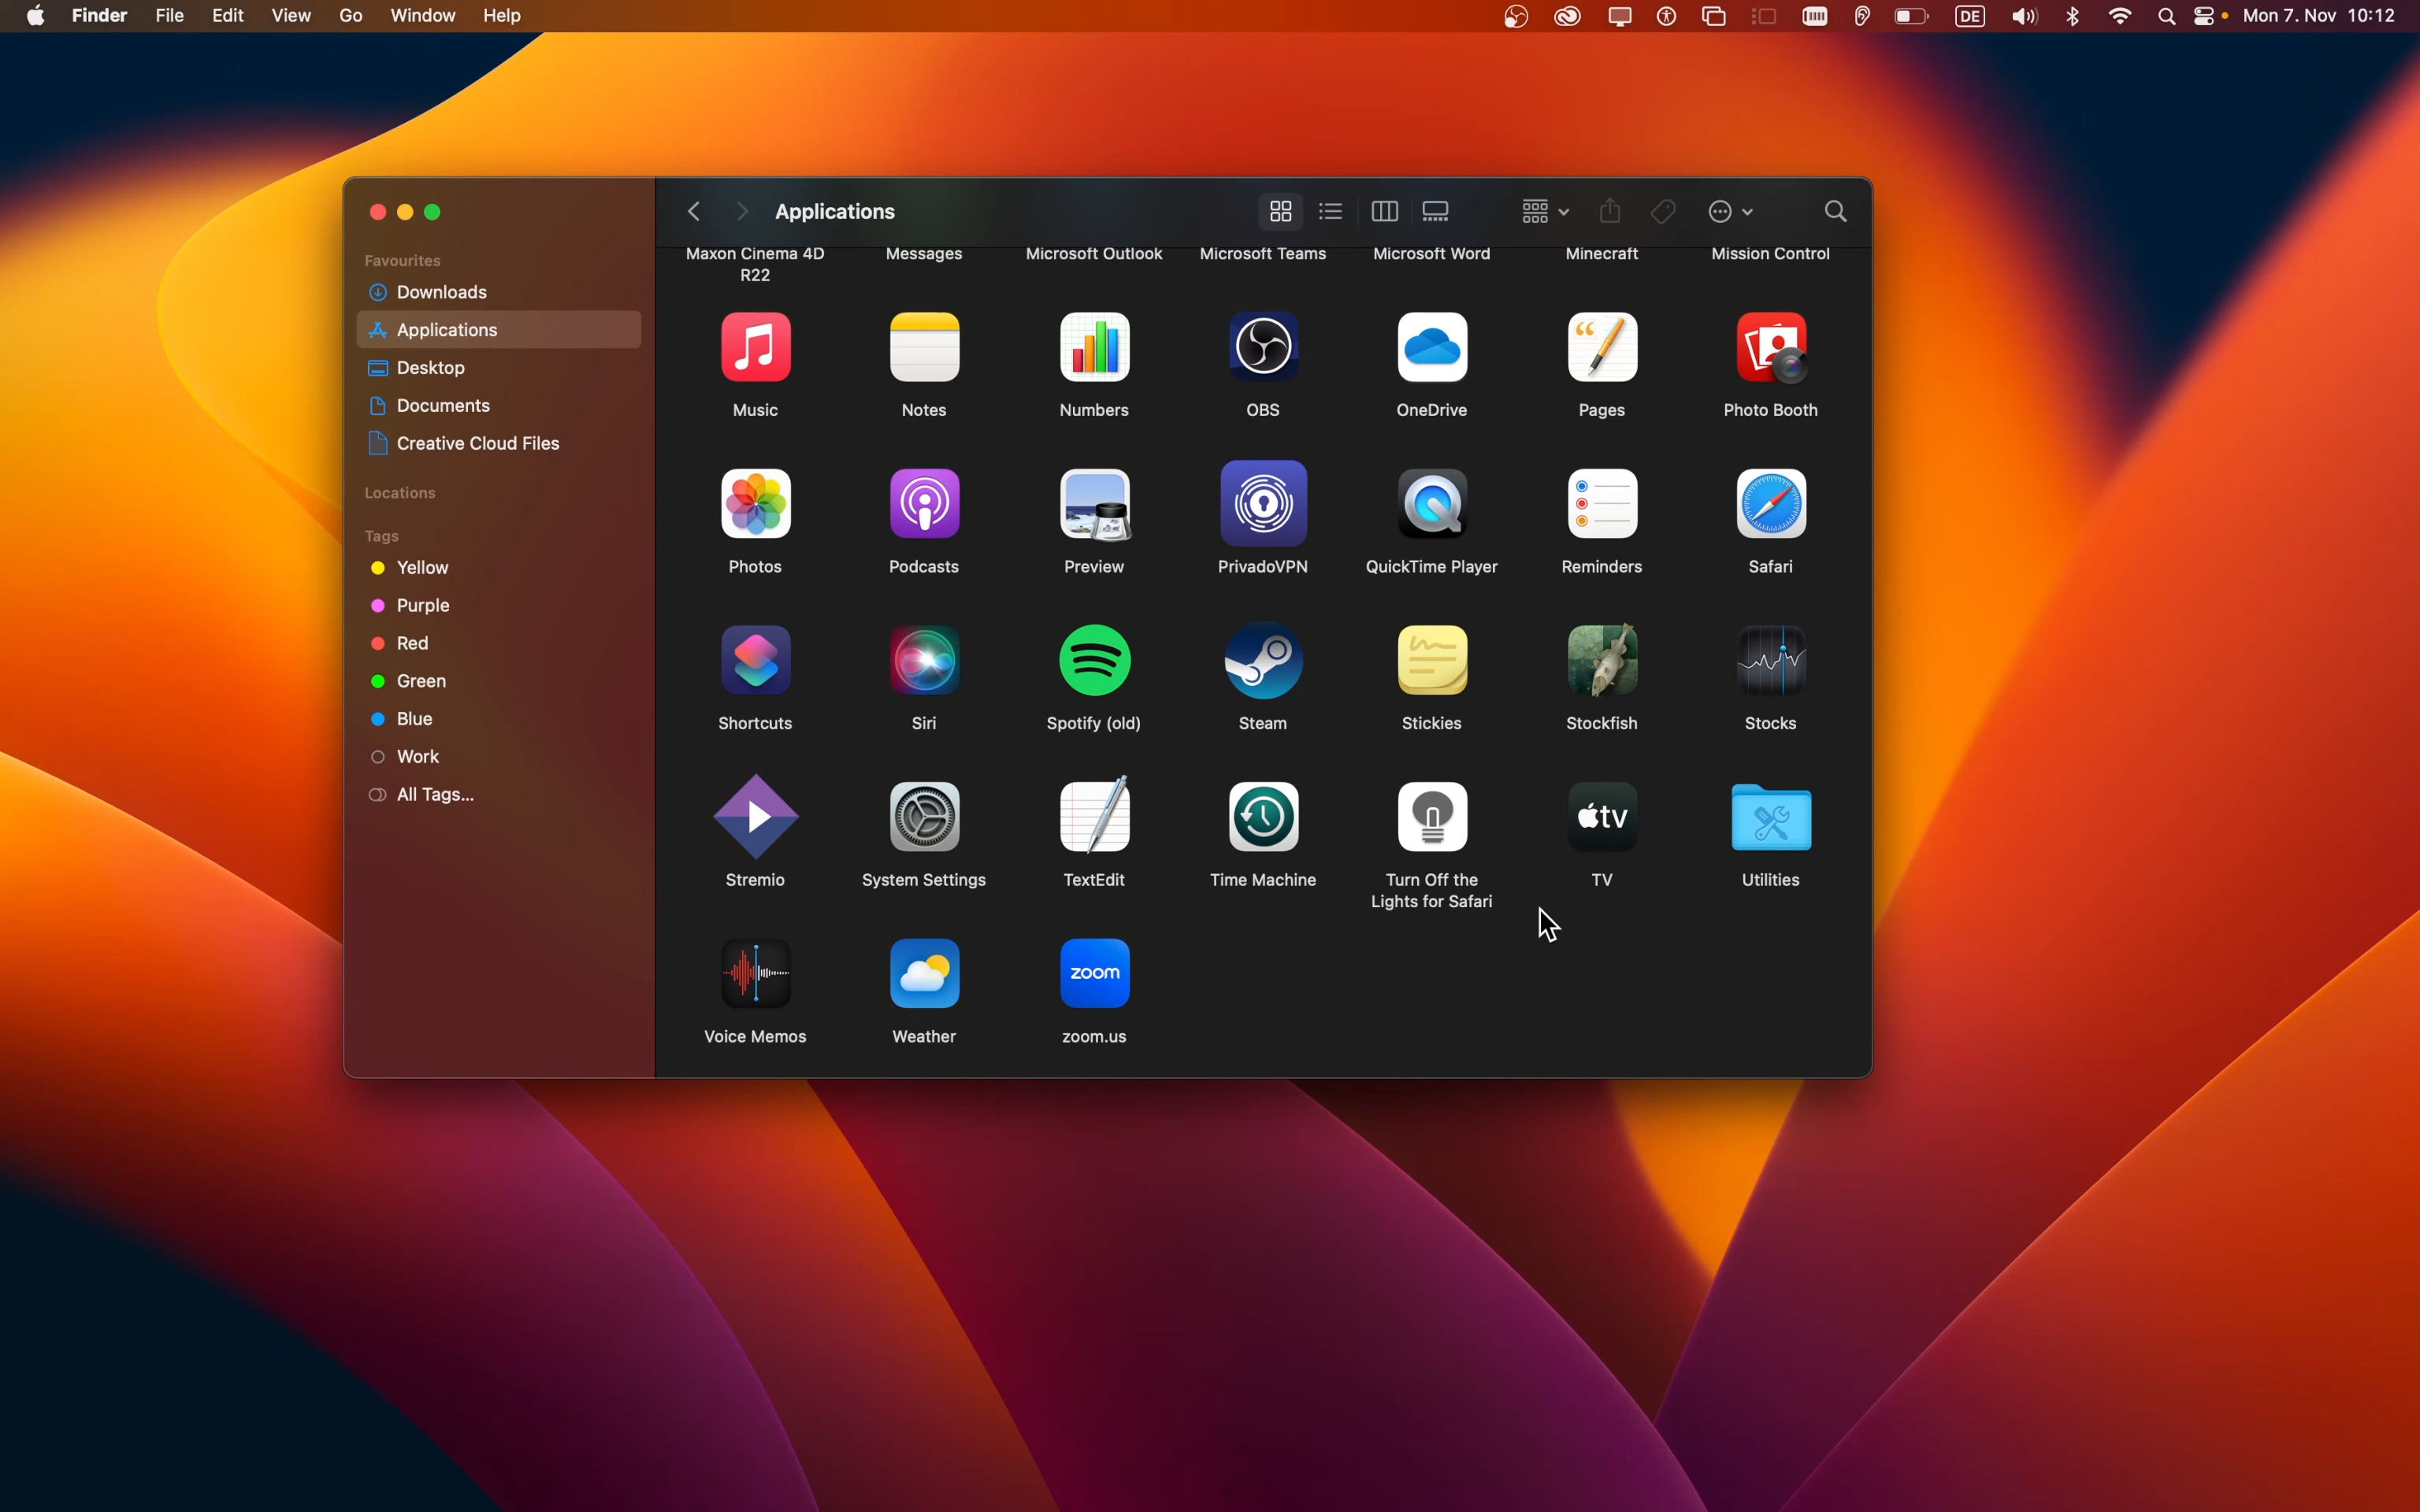 Finder File Edit View Go Window Help DE Mon 7. Nov 10:12
Applications
Favourites
Downloads
Applications
Desktop
Documents
Creative Cloud Files
Locations
Tags
Yellow
Purple
Red
Green
Blue
Work
All Tags...
Maxon Cinema 4D Messages Microsoft Outlook Microsoft Teams Microsoft Word Minecraft Mission Control
R22
Music Notes Numbers OBS OneDrive Pages Photo Booth
Photos Podcasts Preview PrivadoVPN QuickTime Player Reminders Safari
Shortcuts Siri Spotify (old) Steam Stickies Stockfish Stocks
tv
Stremio System Settings TextEdit Time Machine Turn Off the TV Utilities
Lights for Safari
zoom
Voice Memos Weather zoom.us